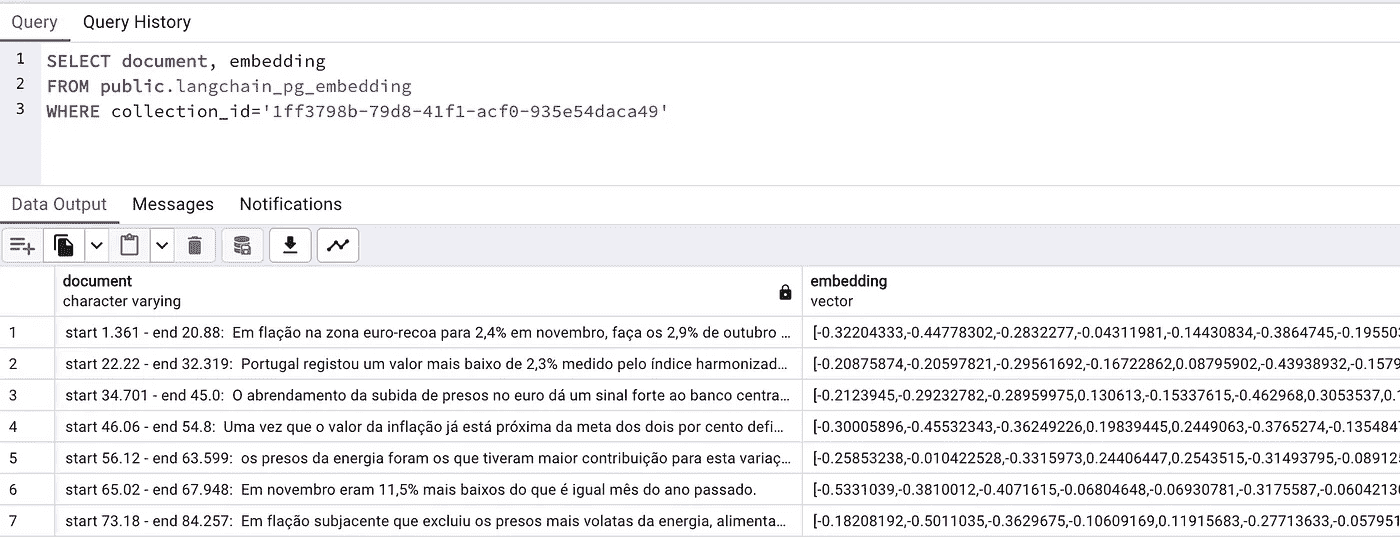 Query Query History
1 SELECT document, embedding
2 FROM public.langchain_pg_embedding
3 WHERE collection_id='1ff3798b-79d8-41f1-acf0-935e54daca49'
Data Output Messages Notifications
document embedding
character varying vector
1 start 1.361 - end 20.88: Em flação na zona euro-recoa para 2,4% em novembro, faça os 2,9% de outubro ... [-0.32204333,-0.44778302,-0.2832277,-0.04311981,-0.14430834,-0.3864745,-0.195503
2 start 22.22 - end 32.319: Portugal registou um valor mais baixo de 2,3% medido pelo índice harmonizad... [-0.20875874,-0.20597821,-0.29561692,-0.16722862,0.08795902,-0.43938932,-0.1579
3 start 34.701 - end 45.0: O abrendamento da subida de presos no euro dá um sinal forte ao banco centra... [-0.2123945,-0.29232782,-0.28959975,0.130613,-0.15337615,-0.462968,0.3053537,0.1
4 start 46.06 - end 54.8: Uma vez que o valor da inflação já está próxima da meta dos dois por cento defi... [-0.30005896,-0.45532343,-0.36249226,0.19839445,0.2449063,-0.3765274,-0.135484
5 start 56.12 - end 63.599: os presos da energia foram os que tiveram maior contribuição para esta variaç... [-0.25853238,-0.010422528,-0.3315973,0.24406447,0.2543515,-0.31493795,-0.08912
6 start 65.02 - end 67.948: Em novembro eram 11,5% mais baixos do que é igual mês do ano passado. [-0.5331039,-0.3810012,-0.4071615,-0.06804648,-0.06930781,-0.3175587,-0.0604213
7 start 73.18 - end 84.257: Em flação subjacente que excluiu os presos mais volatas da energia, alimenta... [-0.18208192,-0.5011035,-0.3629675,-0.10609169,0.11915683,-0.27713633,-0.057951